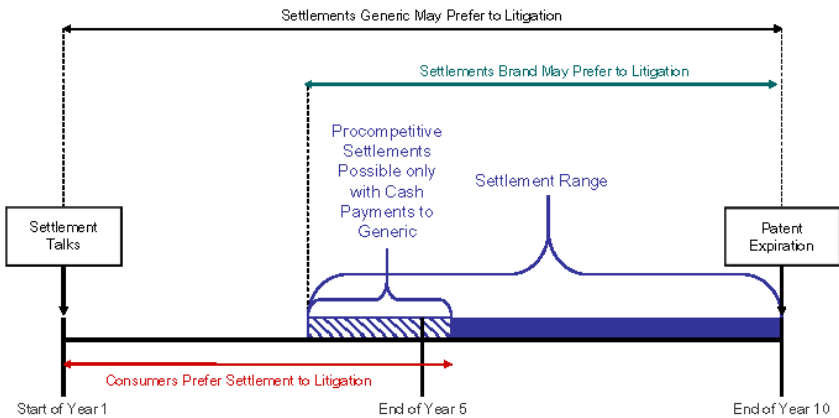 Settlements Generic May Prefer to Litigation
Settlements Brand May Prefer to Litigation
Procompetitive
Settlements
Possible only
with Cash
Payments to
Generic
Settlement Range
Settlement
Talks
Patent
Expiration
Consumers Prefer Settlement to Litigation
Start of Year 1
End of Year 5
End of Year 10